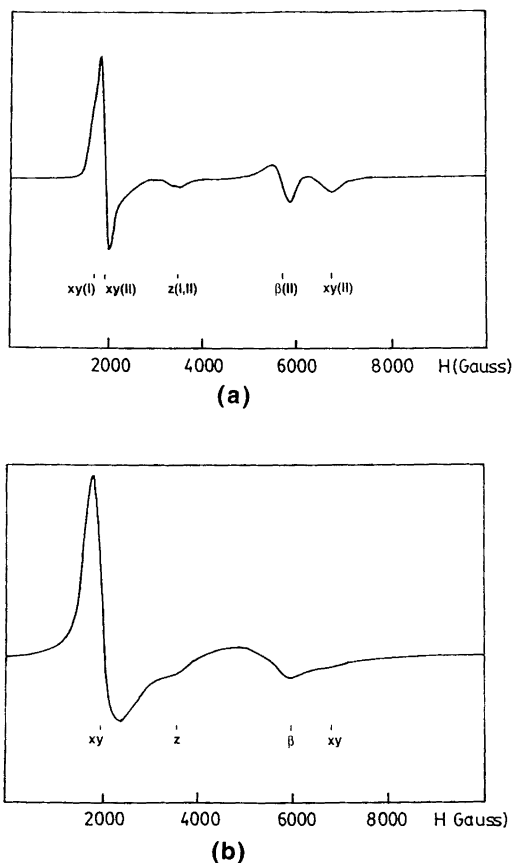 xy(I) xy(II) z(I,II) β(II) xy(II)
2000 4000 6000 8000 H(Gauss)
(a)
xy z β xy
2000 4000 6000 8000 H Gauss)
(b)